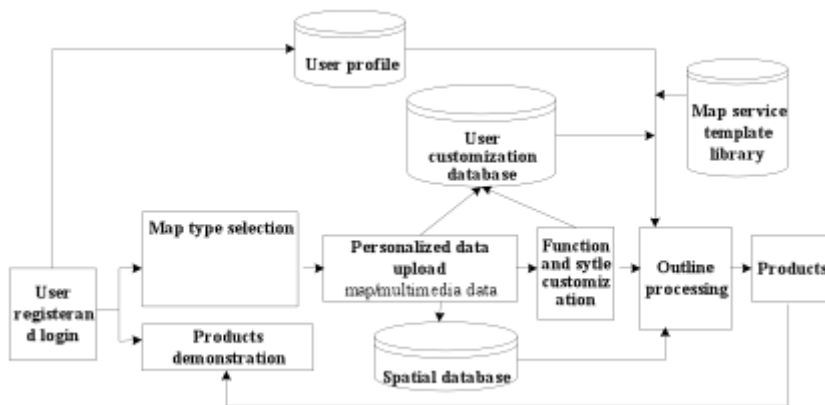 User profile
Map service
template
library
User
customization
database
Map type selection
Personalized data
upload
map/multimedia data
Function
and sytle
customiz
ation
Outline
processing
Products
User
registeran
d login
Products
demonstration
Spatial database